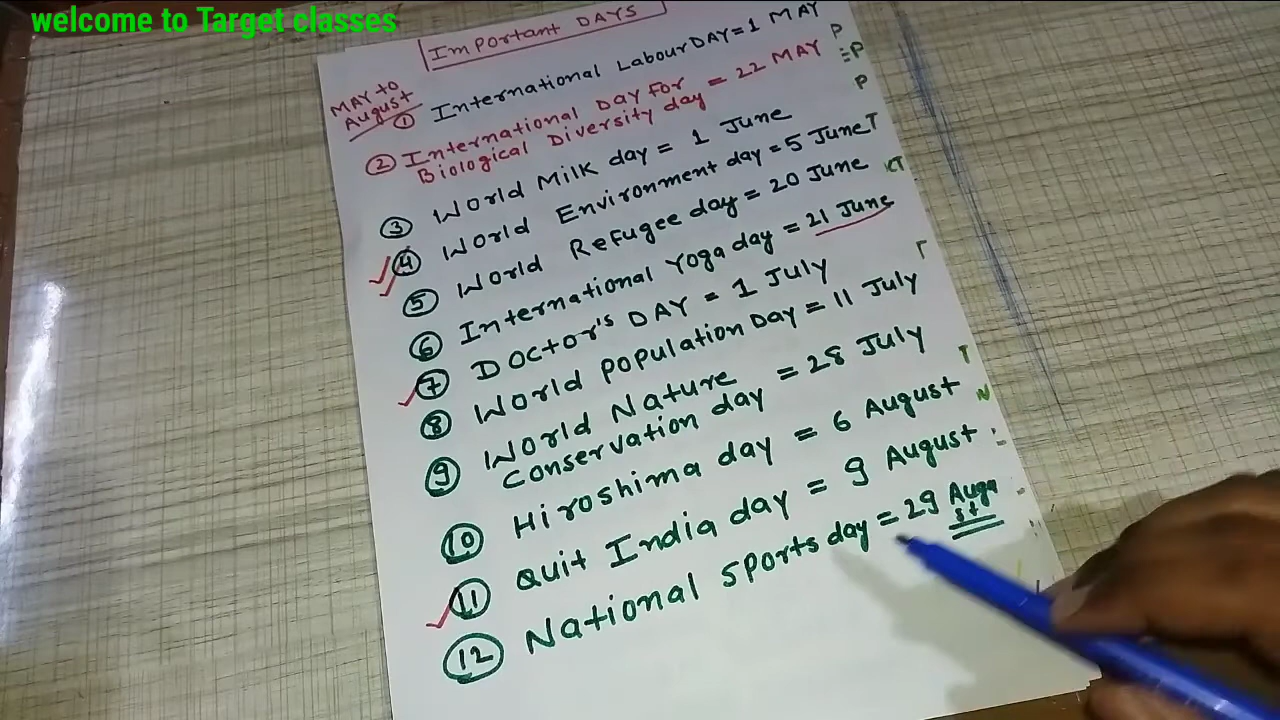 welcome to Target classes
Important DAYS
MAY to
August
① International Labour DAY = 1 MAY
② International DAY For
Biological Diversity day = 22 MAY
③ World Milk day = 1 June
④ World Environment day = 5 June
⑤ World Refugee day = 20 June
⑥ International Yoga day = 21 June
⑦ Doctor's DAY = 1 July
⑧ World Population Day = 11 July
⑨ World Nature
Conservation day = 28 July
⑩ Hiroshima day = 6 August
⑪ Quit India day = 9 August
⑫ National Sports day = 29 Augu
st